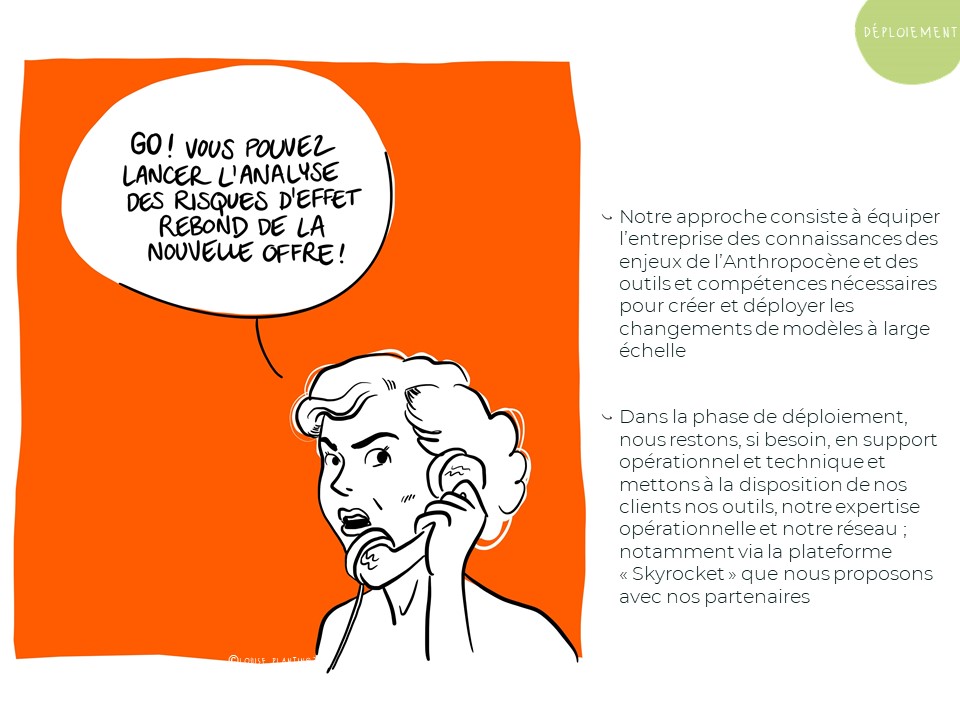 DÉPLOIEMENT
GO! VOUS POUVEZ
LANCER L'ANALYSE
DES RISQUES D'EFFET
REBOND DE LA
NOUVELLE OFFRE!
Notre approche consiste à équiper
l'entreprise des connaissances des
enjeux de l'Anthropocène et des
outils et compétences nécessaires
pour créer et déployer les
changements de modèles à large
échelle
Dans la phase de déploiement,
nous restons, si besoin, en support
opérationnel et technique et
mettons à la disposition de nos
clients nos outils, notre expertise
opérationnelle et notre réseau ;
notamment via la plateforme
« Skyrocket » que nous proposons
avec nos partenaires